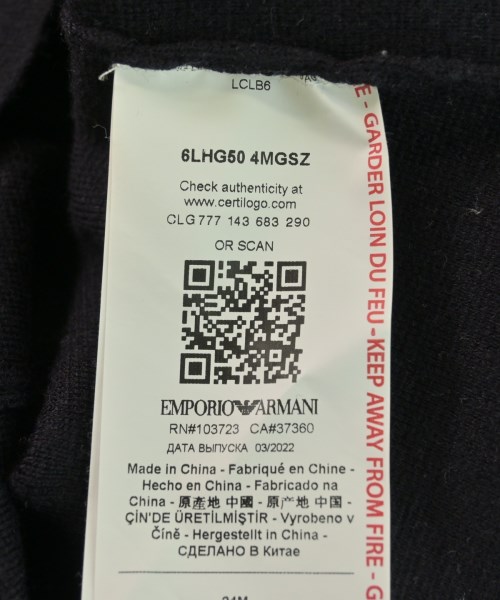 LCLB6
6LHG50 4MGSZ
Check authenticity at
www.certilogo.com
CLG 777 143 683 290
OR SCAN
EMPORIO ARMANI
RN#103723 CA#37360
ДАТА ВЫПУСКА 03/2022
Made in China - Fabriqué en Chine -
Hecho en China - Fabricado na
China - 原產地 中國 - 原产地 中国 -
ÇİN'DE ÜRETİLMİŞTİR - Vyrobeno v
Číně - Hergestellt in China -
СДЕЛАНО В Китае
E - GARDER LOIN DU FEU - KEEP AWAY FROM FIRE - G